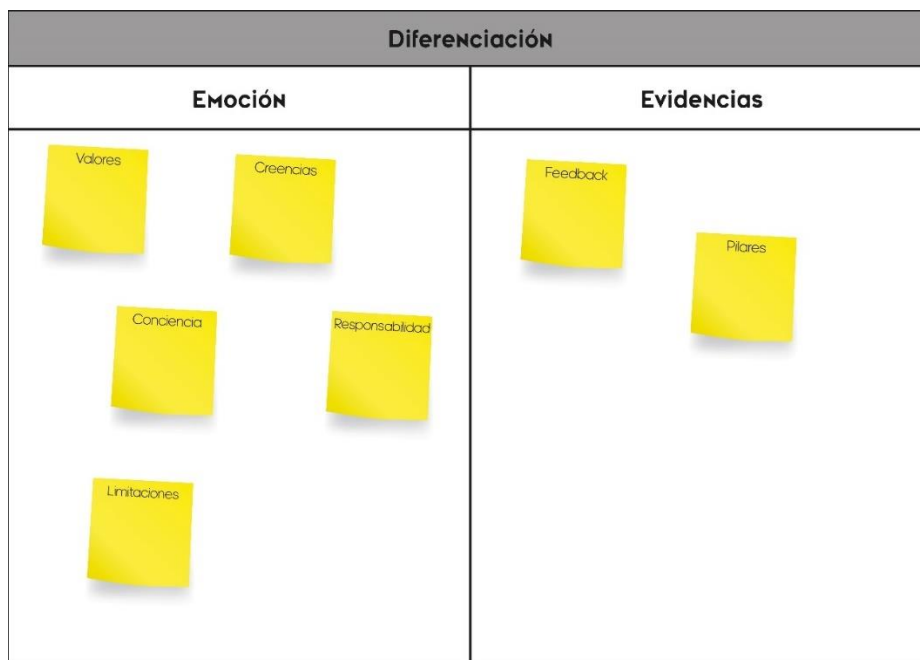 Diferenciación
Emoción
Evidencias
Valores
Creencias
Conciencia
Responsabilidad
Limitaciones
Feedback
Pilares